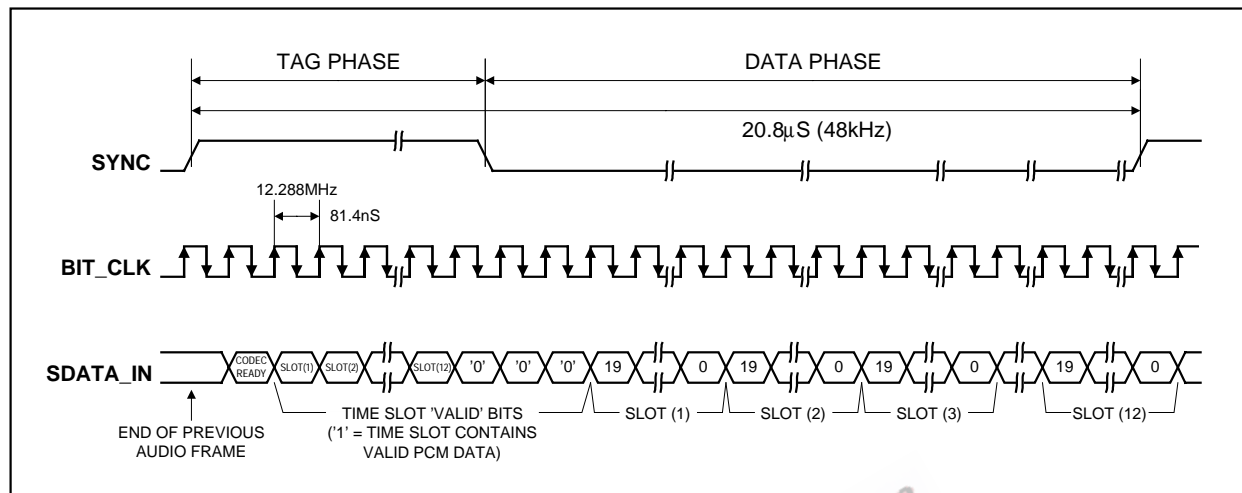 TAG PHASE
DATA PHASE
20.8µS (48kHz)
SYNC
12.288MHz
81.4nS
BIT_CLK
SDATA_IN
CODEC
READY
SLOT(1)
SLOT(2)
SLOT(12)
'0'
'0'
'0'
19
0
19
0
19
0
19
0
END OF PREVIOUS
AUDIO FRAME
TIME SLOT 'VALID' BITS
('1' = TIME SLOT CONTAINS
VALID PCM DATA)
SLOT (1)
SLOT (2)
SLOT (3)
SLOT (12)